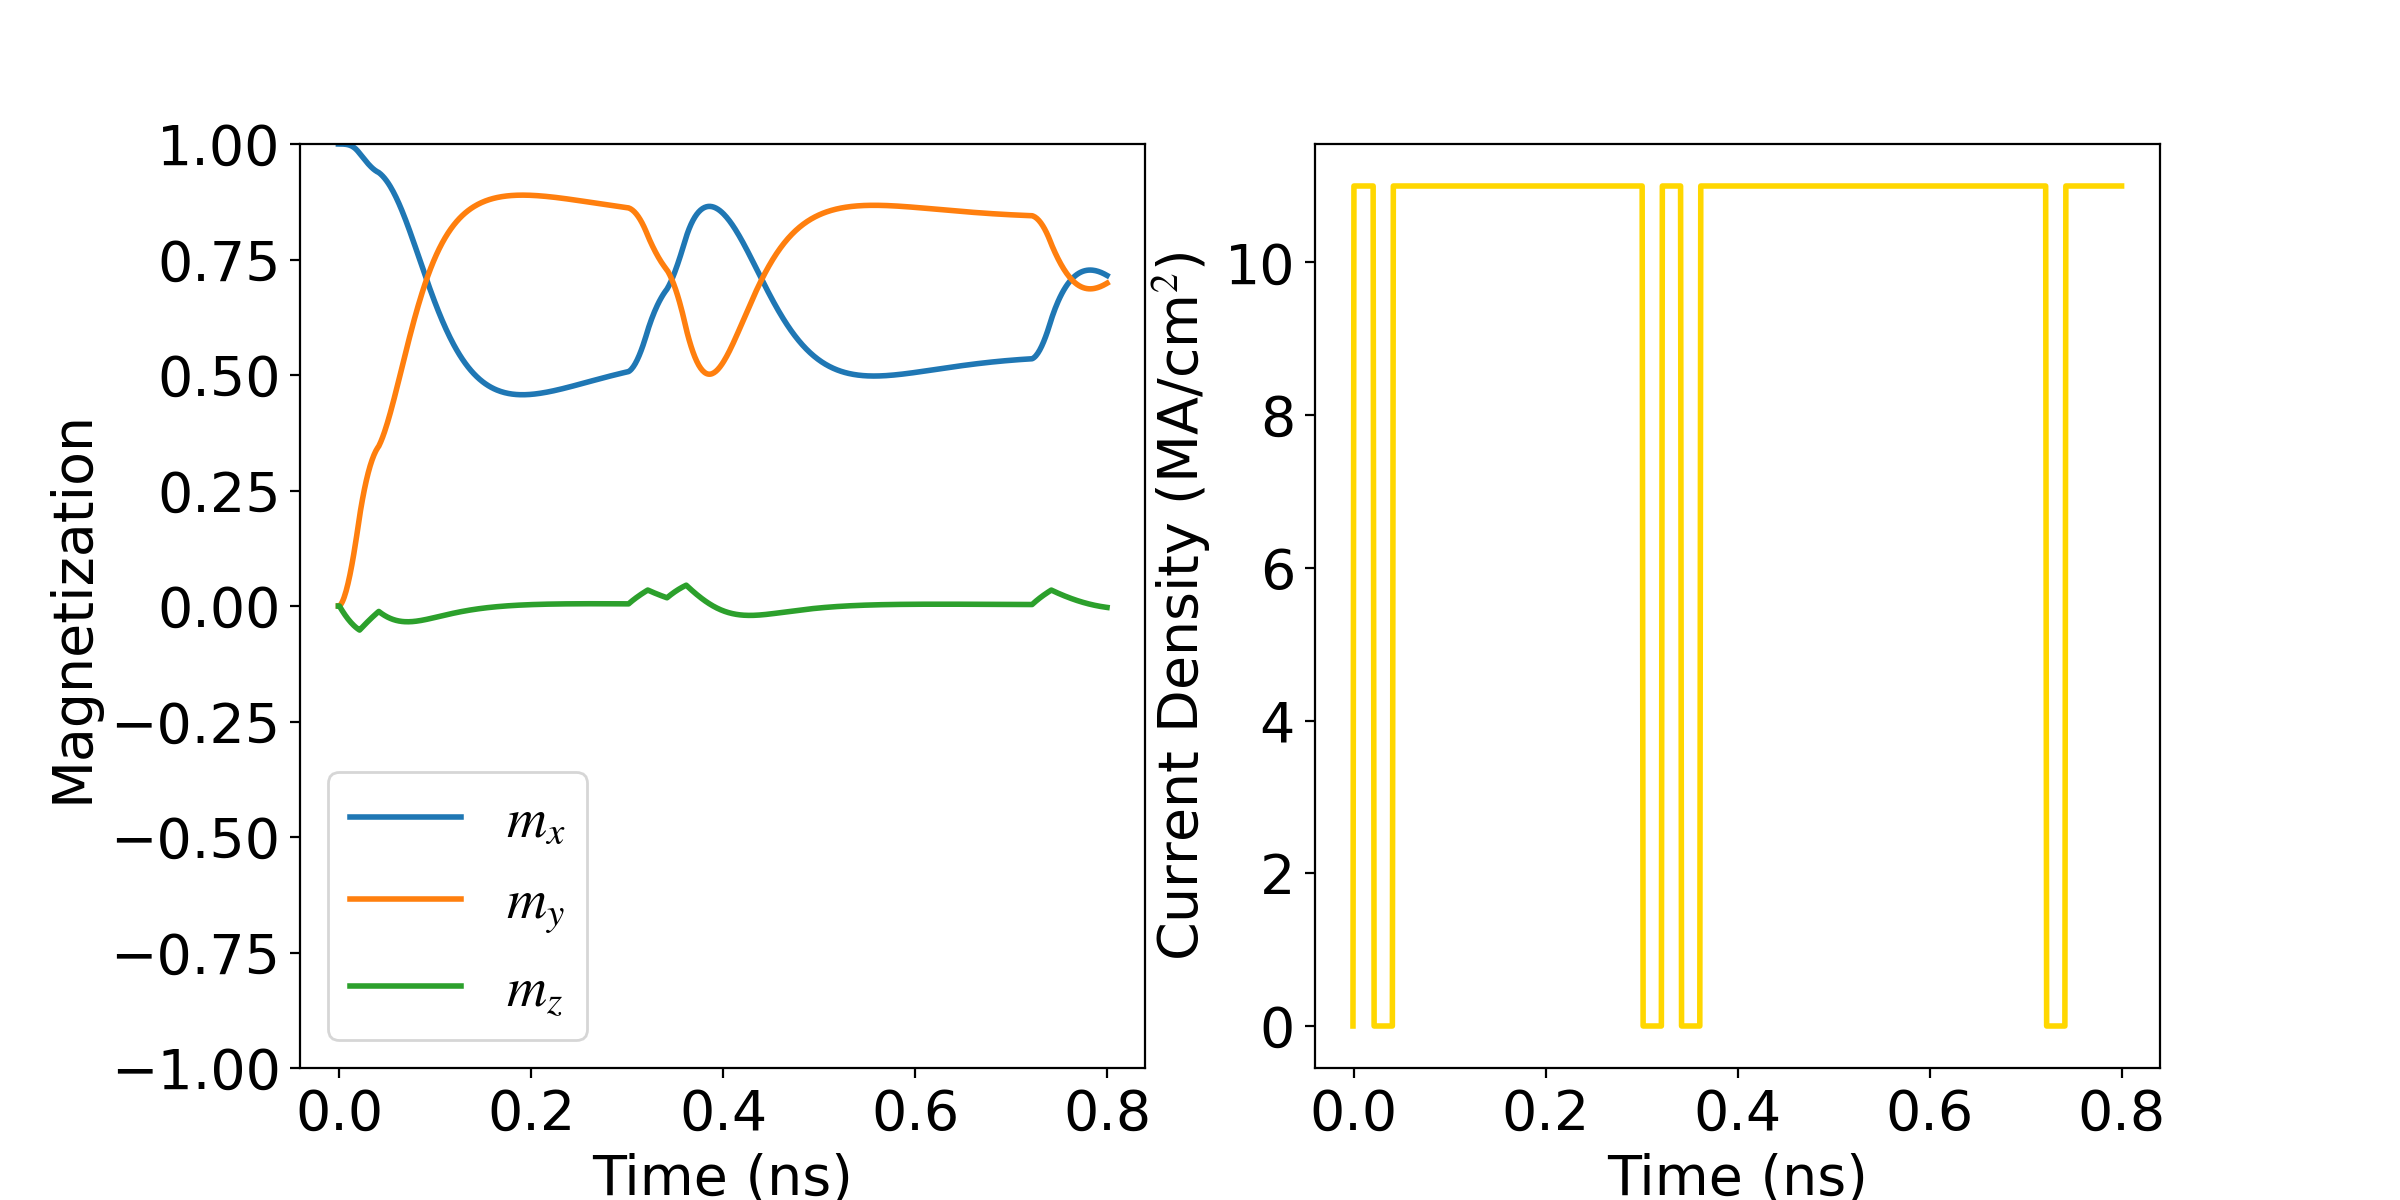 1.00
0.75
0.50
0.25
0.00
−0.25
−0.50
−0.75
−1.00
Magnetization
0.0 0.2 0.4 0.6 0.8
Time (ns)
m_x
m_y
m_z
Current Density (MA/cm²)
10
8
6
4
2
0
0.0 0.2 0.4 0.6 0.8
Time (ns)